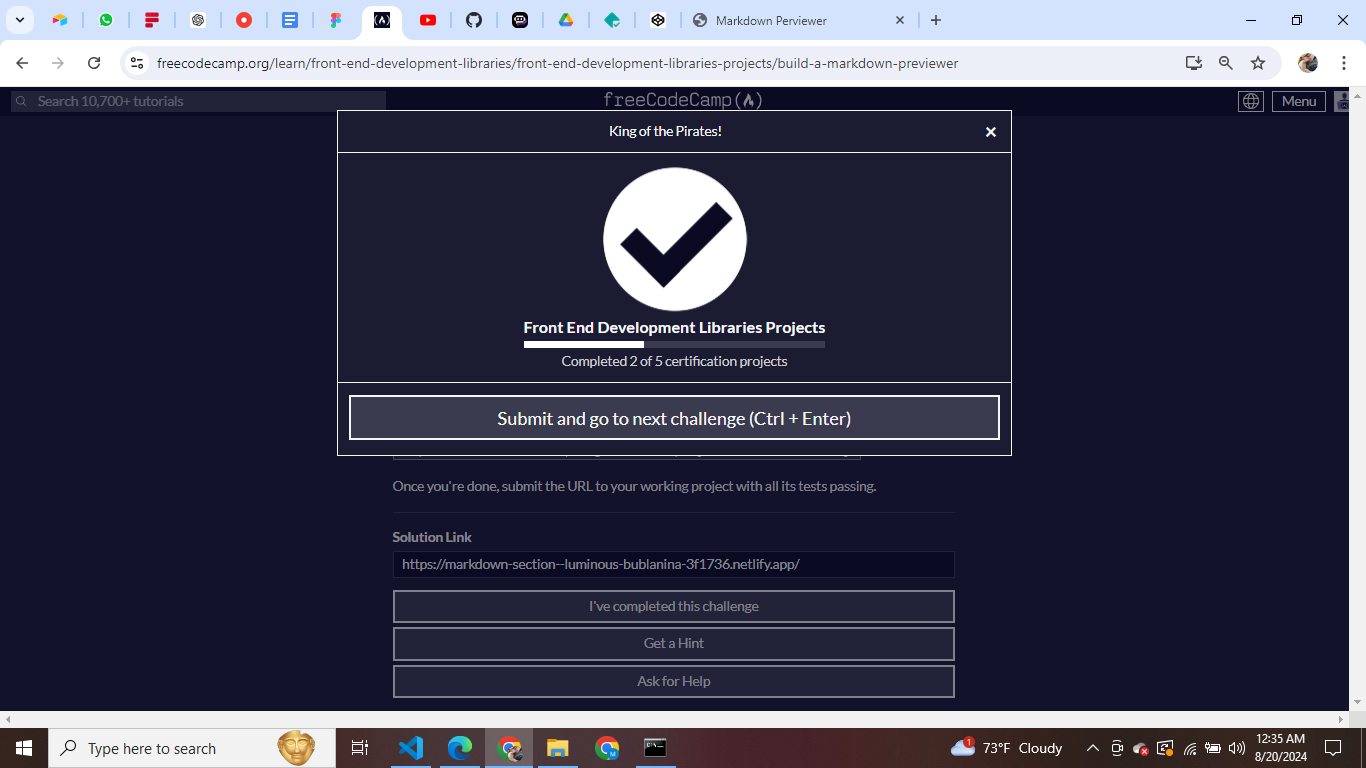 Markdown Perviewer
freecodecamp.org/learn/front-end-development-libraries/front-end-development-libraries-projects/build-a-markdown-previewer
Search 10,700+ tutorials
freeCodeCamp
Menu
King of the Pirates!
Front End Development Libraries Projects
Completed 2 of 5 certification projects
Submit and go to next challenge (Ctrl + Enter)
Once you're done, submit the URL to your working project with all its tests passing.
Solution Link
https://markdown-section--luminous-bublanina-3f1736.netlify.app/
I've completed this challenge
Get a Hint
Ask for Help
Type here to search
1
73°F Cloudy
12:35 AM
8/20/2024